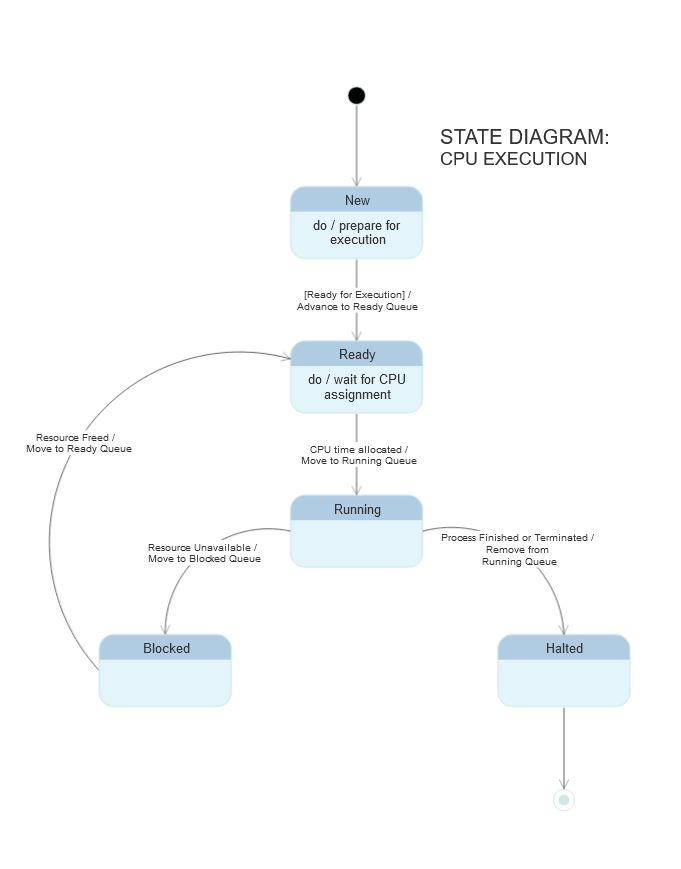 STATE DIAGRAM:
CPU EXECUTION
New
do / prepare for
execution
[Ready for Execution] /
Advance to Ready Queue
Ready
do / wait for CPU
assignment
Resource Freed /
Move to Ready Queue
CPU time allocated /
Move to Running Queue
Running
Resource Unavailable /
Move to Blocked Queue
Process Finished or Terminated /
Remove from
Running Queue
Blocked
Halted